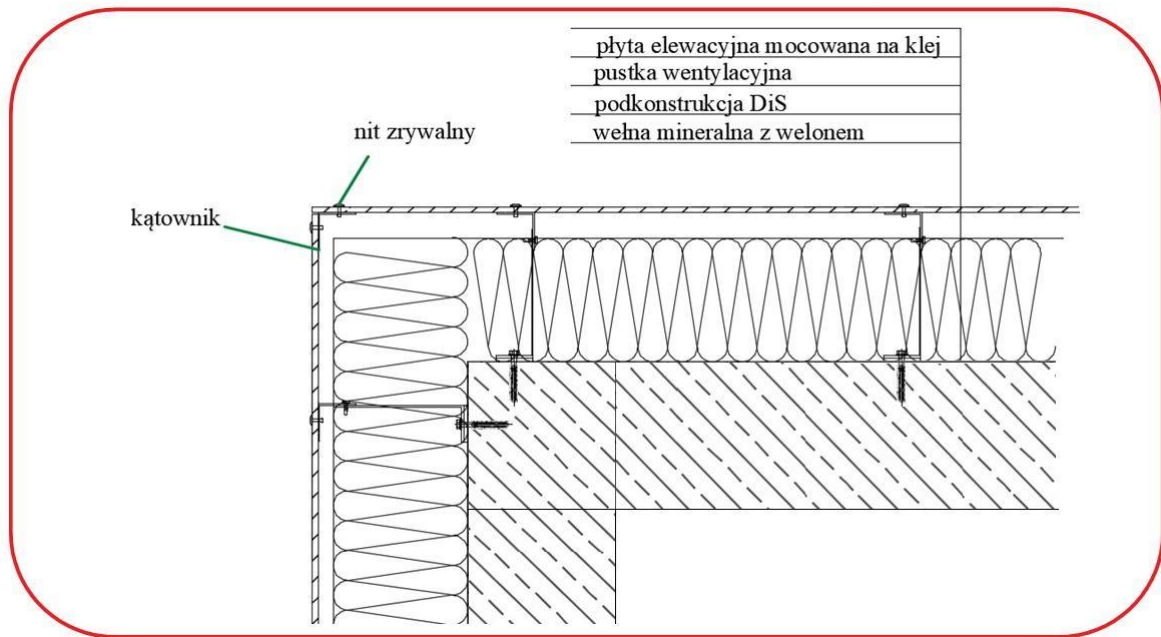 płyta elewacyjna mocowana na klej
pustka wentylacyjna
podkonstrukcja DiS
wełna mineralna z welonem
nit zrywalny
kątownik